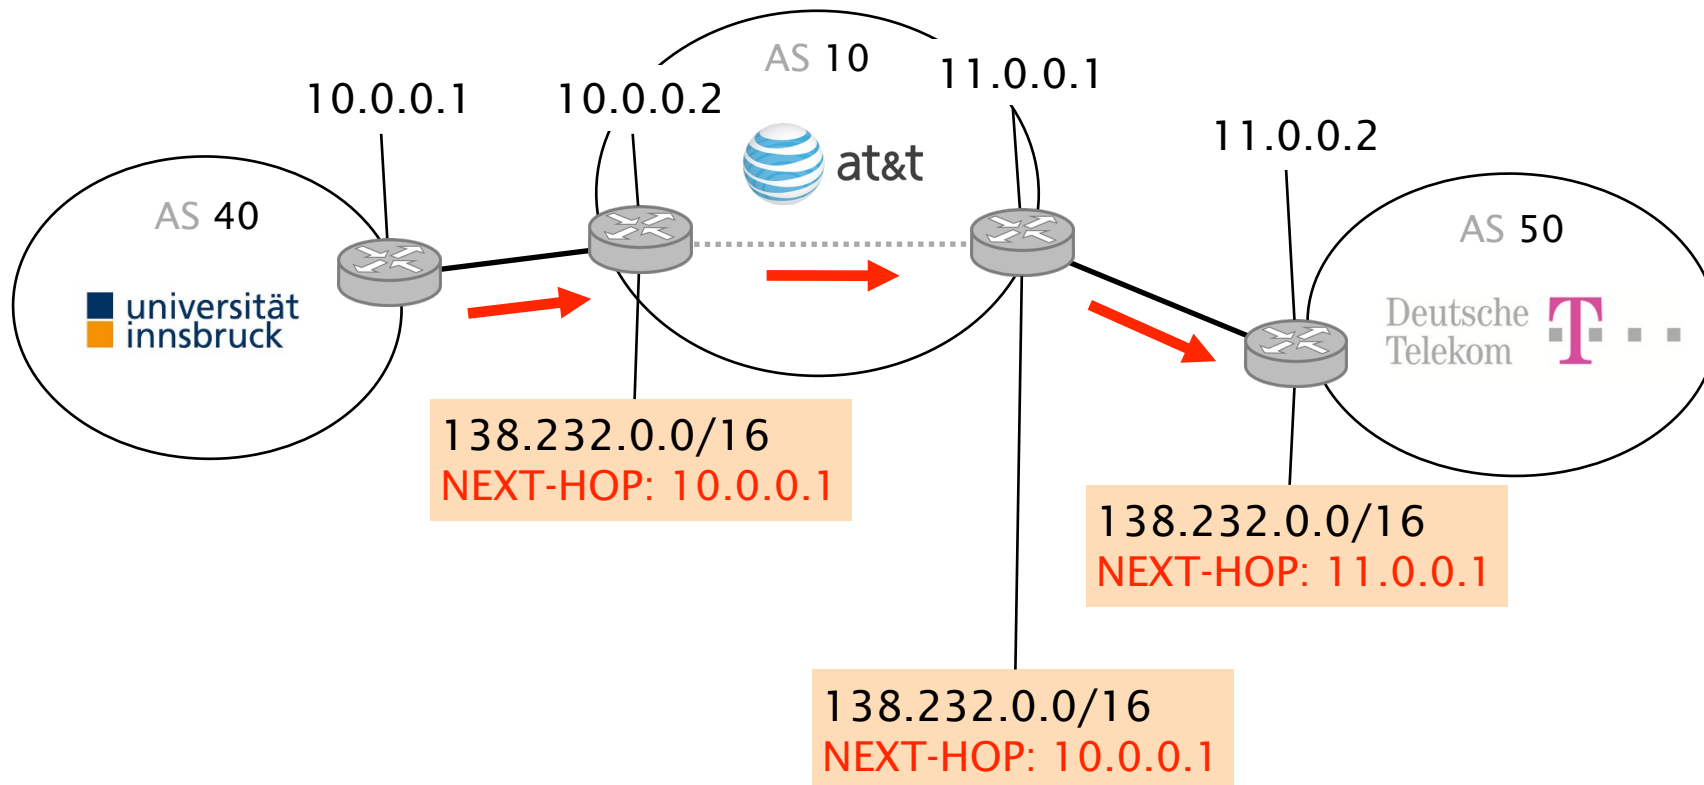 AS 10
11.0.0.1
10.0.0.1
10.0.0.2
at&t
11.0.0.2
AS 40
AS 50
universität
innsbruck
Deutsche
Telekom
T
138.232.0.0/16
NEXT-HOP: 10.0.0.1
138.232.0.0/16
NEXT-HOP: 11.0.0.1
138.232.0.0/16
NEXT-HOP: 10.0.0.1